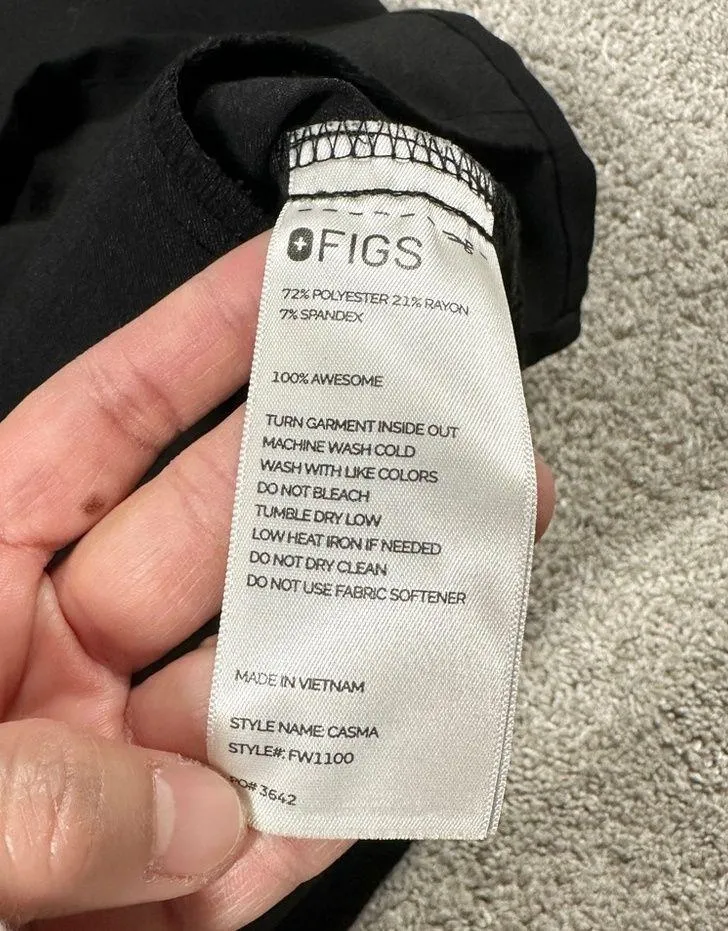 FIGS
72% POLYESTER 21% RAYON
7% SPANDEX
100% AWESOME
TURN GARMENT INSIDE OUT
MACHINE WASH COLD
WASH WITH LIKE COLORS
DO NOT BLEACH
TUMBLE DRY LOW
LOW HEAT IRON IF NEEDED
DO NOT DRY CLEAN
DO NOT USE FABRIC SOFTENER
MADE IN VIETNAM
STYLE NAME: CASMA
STYLE#: FW1100
PO# 3642